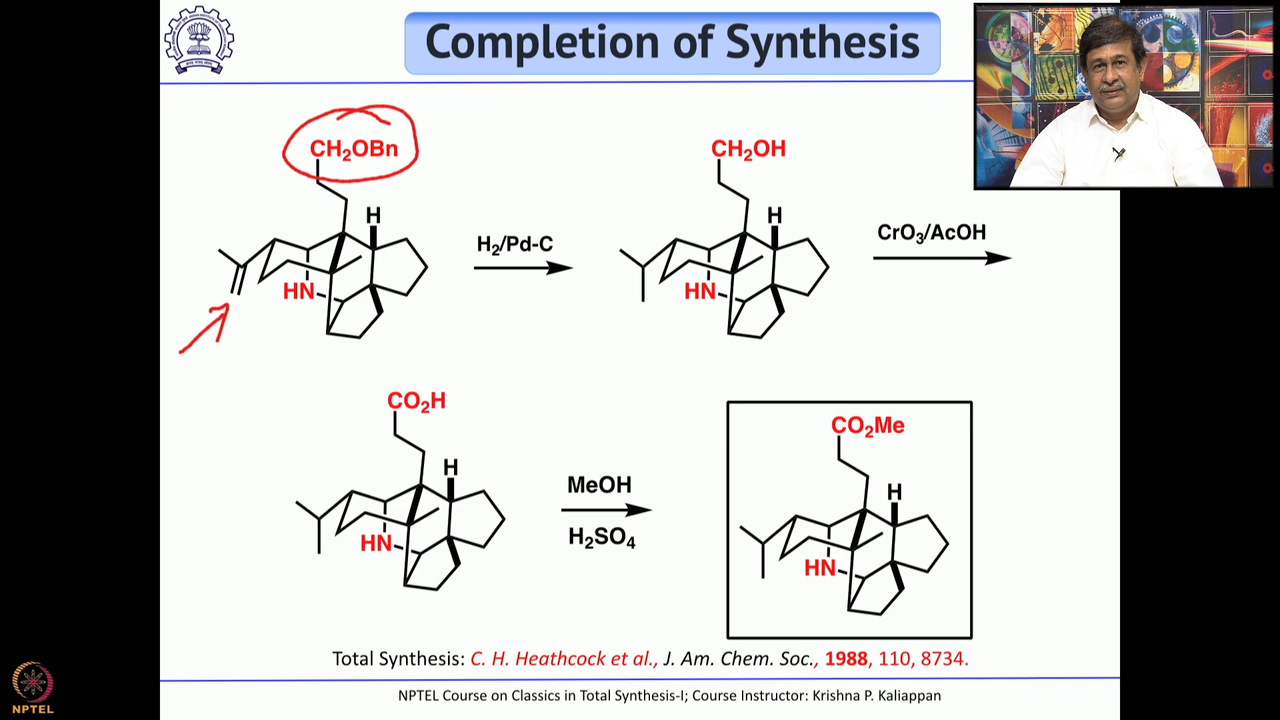 Completion of Synthesis
CH₂OBn
H
HN
H₂/Pd-C
CH₂OH
H
HN
CrO₃/AcOH
CO₂H
H
HN
MeOH
H₂SO₄
CO₂Me
H
HN
Total Synthesis: C. H. Heathcock et al., J. Am. Chem. Soc., 1988, 110, 8734.
NPTEL Course on Classics in Total Synthesis-I; Course Instructor: Krishna P. Kaliappan
NPTEL